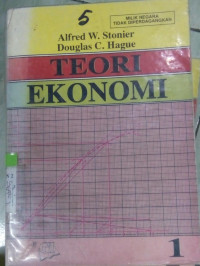 5
MILIK NEGARA
TIDAK DIPERDAGANGKAN
Alfred W. Stonier
Douglas C. Hague
TEORI
EKONOMI
1